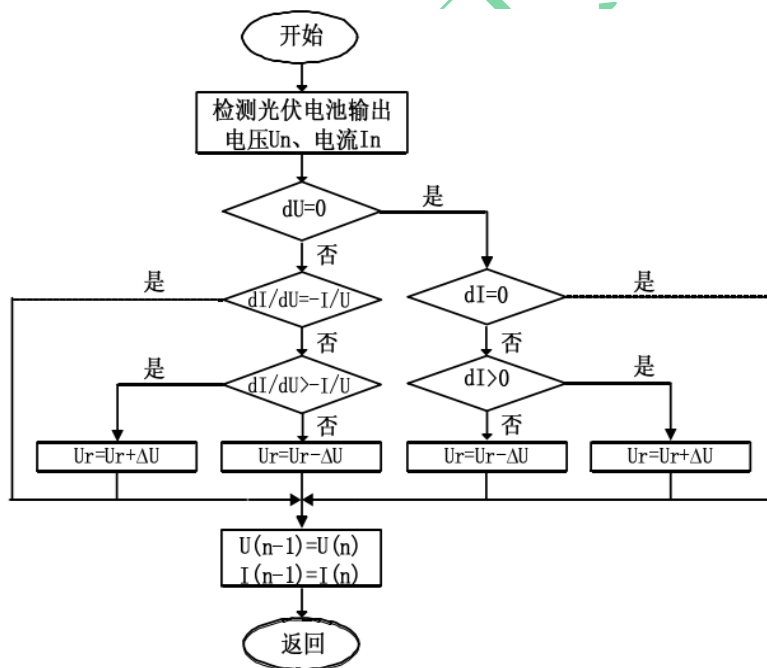 开始
检测光伏电池输出
电压Un、电流In
dU=0
是
否
是
dI/dU=-I/U
dI=0
是
否
否
是
dI/dU>-I/U
dI>0
是
否
否
Ur=Ur+ΔU
Ur=Ur-ΔU
Ur=Ur-ΔU
Ur=Ur+ΔU
U(n-1)=U(n)
I(n-1)=I(n)
返回